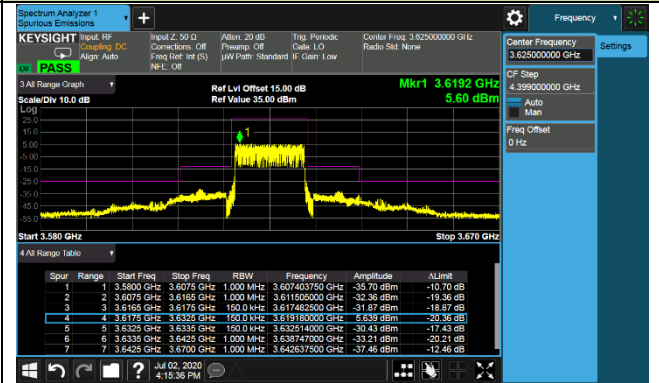 Spectrum Analyzer 1
Spurious Emissions
Frequency
KEYSIGHT
Input: RF
Coupling: DC
Align: Auto
Input Z: 50 Ω
Corrections: Off
Freq Ref: Int (S)
NFE: Off
Atten: 20 dB
Preamp: Off
µW Path: Standard
Trig: Periodic
Gate: LO
IF Gain: Low
Center Freq: 3.625000000 GHz
Radio Std: None
LXI
PASS
Center Frequency
3.625000000 GHz
Settings
CF Step
4.399000000 GHz
Auto
Man
Freq Offset
0 Hz
3 All Range Graph
Scale/Div 10.0 dB
Ref Lvl Offset 15.00 dB
Ref Value 35.00 dBm
Mkr1 3.6192 GHz
5.60 dBm
Log
1
25.0
15.0
5.00
-5.00
-15.0
-25.0
-35.0
-45.0
-55.0
Start 3.580 GHz
Stop 3.670 GHz
4 All Range Table
Spur Range Start Freq Stop Freq RBW Frequency Amplitude ΔLimit
1 1 3.5800 GHz 3.6075 GHz 1.000 MHz 3.607403750 GHz -35.70 dBm -10.70 dB
2 2 3.6075 GHz 3.6165 GHz 1.000 MHz 3.611505000 GHz -32.36 dBm -19.36 dB
3 3 3.6165 GHz 3.6175 GHz 150.0 kHz 3.617482500 GHz -31.87 dBm -18.87 dB
4 4 3.6175 GHz 3.6325 GHz 150.0 kHz 3.619180000 GHz 5.639 dBm -20.36 dB
5 5 3.6325 GHz 3.6335 GHz 150.0 kHz 3.632514000 GHz -30.43 dBm -17.43 dB
6 6 3.6335 GHz 3.6425 GHz 1.000 MHz 3.638747000 GHz -33.21 dBm -20.21 dB
7 7 3.6425 GHz 3.6700 GHz 1.000 MHz 3.642637500 GHz -37.46 dBm -12.46 dB
Jul 02, 2020
4:15:36 PM